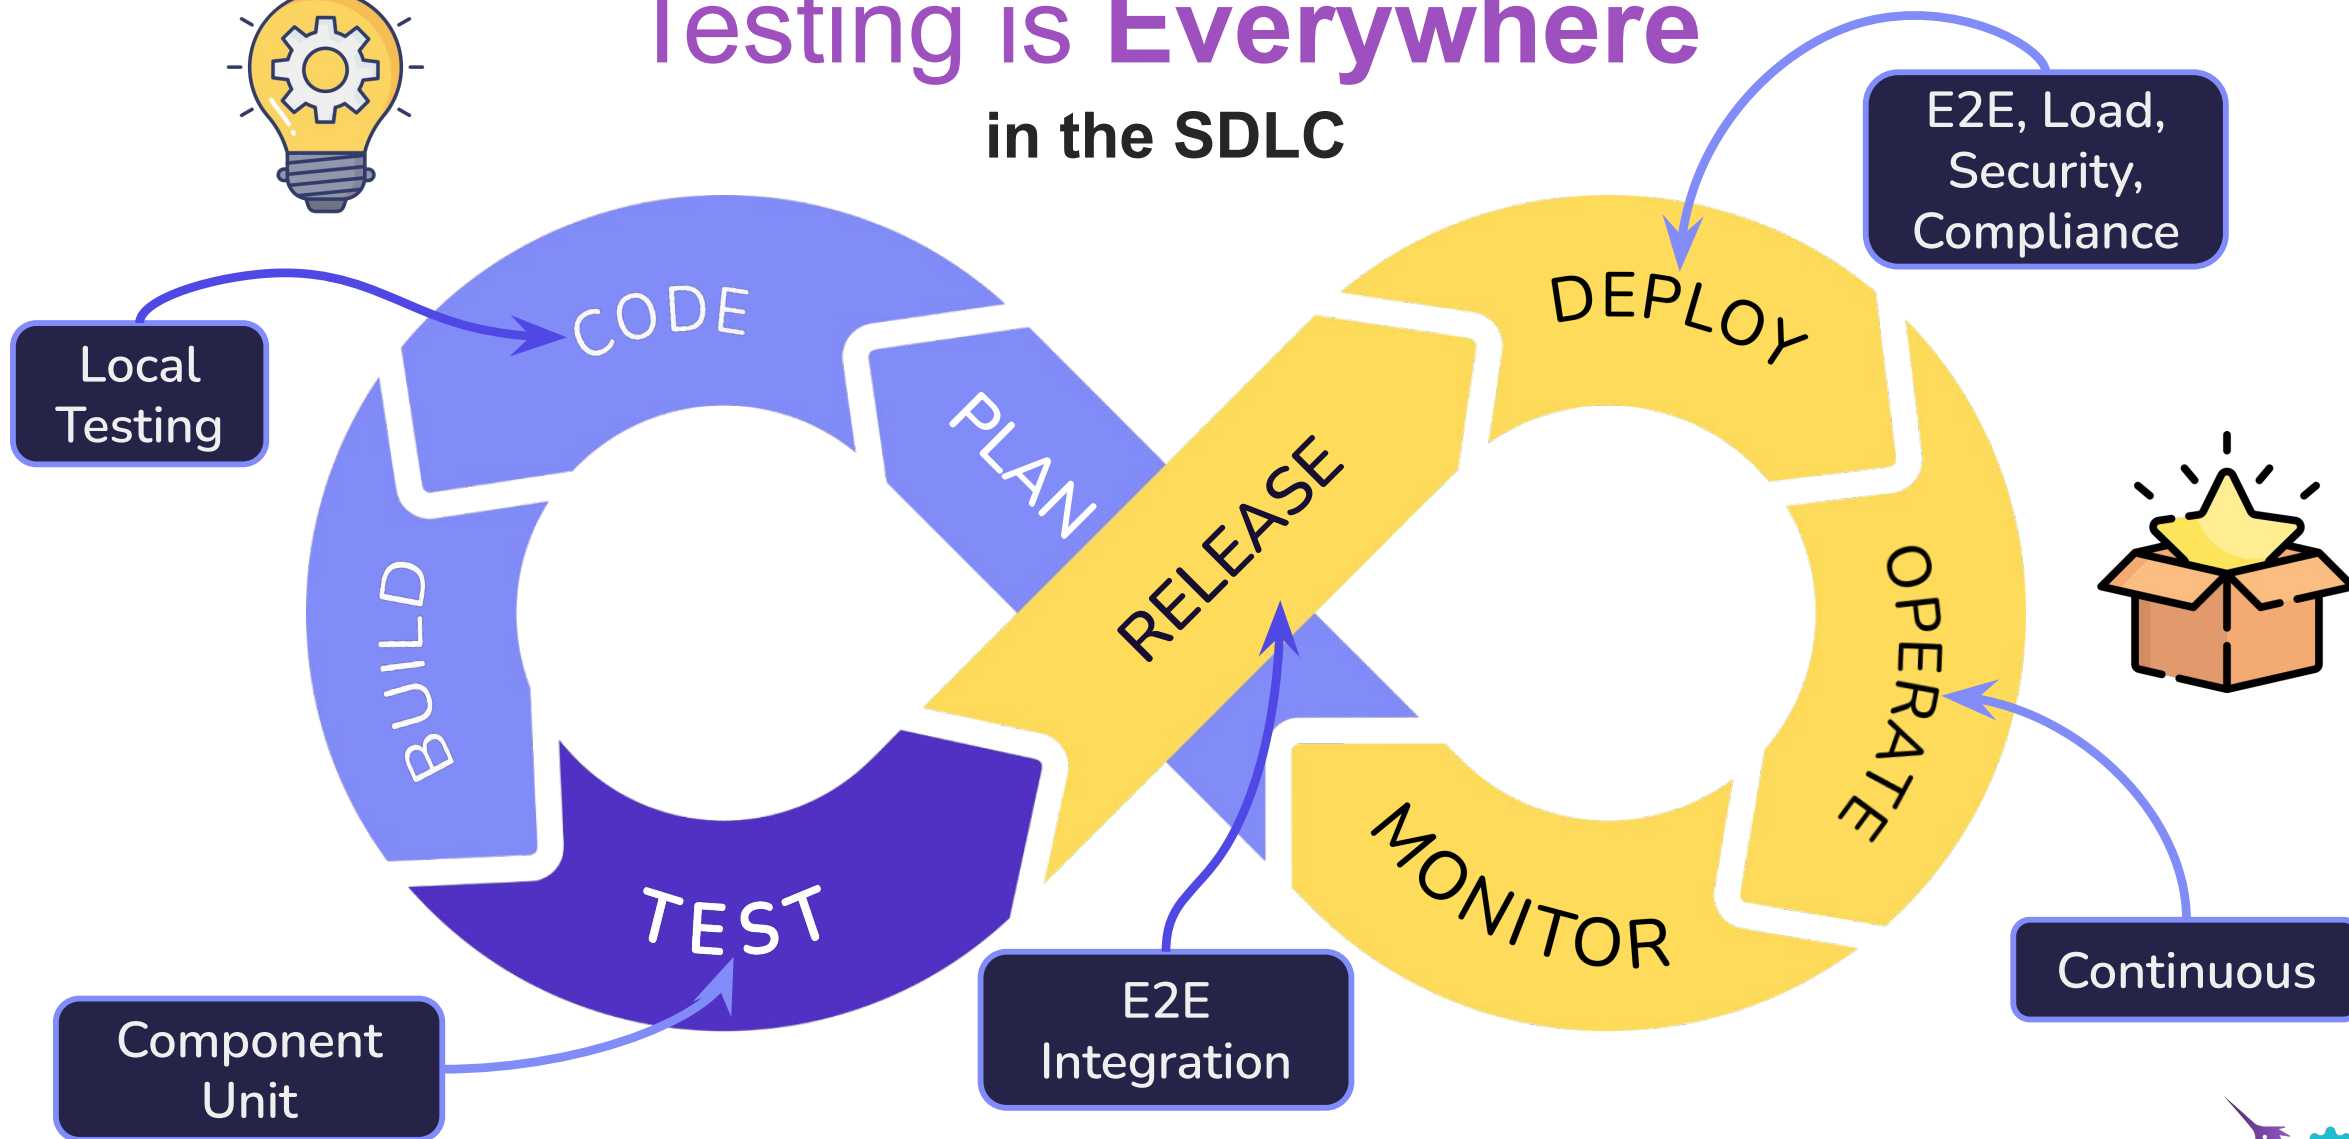 Testing is Everywhere
in the SDLC
E2E, Load,
Security,
Compliance
Local
Testing
CODE
PLAN
BUILD
TEST
RELEASE
DEPLOY
OPERATE
MONITOR
Component
Unit
E2E
Integration
Continuous